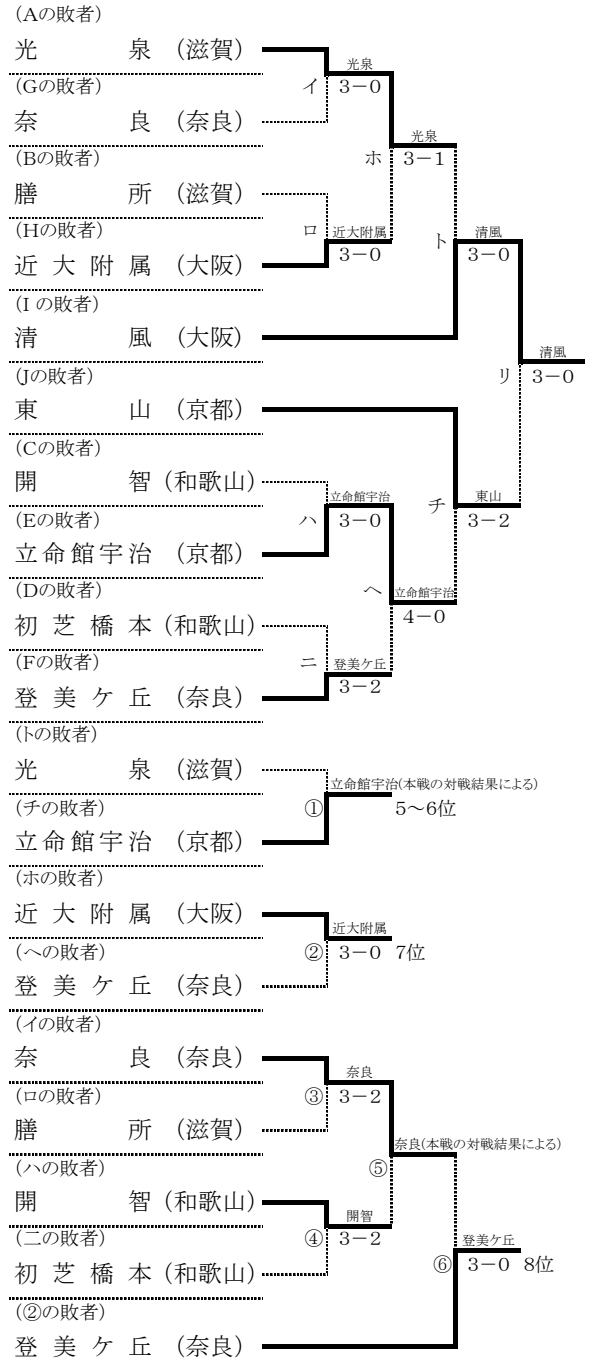 (Aの敗者)
光泉 (滋賀)
光泉
イ 3－0
(Gの敗者)
奈良 (奈良)
光泉
ホ 3－1
(Bの敗者)
膳所 (滋賀)
(Hの敗者)
ロ 近大附属
3－0
近大附属 (大阪)
清風
ト 3－0
(Iの敗者)
清風 (大阪)
清風
リ 3－0
(Jの敗者)
東山 (京都)
(Cの敗者)
開智 (和歌山)
立命館宇治
ハ 3－0
東山
チ 3－2
(Eの敗者)
立命館宇治 (京都)
(Dの敗者)
ヘ 立命館宇治
4－0
初芝橋本 (和歌山)
(Fの敗者)
ニ 登美ケ丘
3－2
登美ケ丘 (奈良)
(トの敗者)
光泉 (滋賀)
立命館宇治(本戦の対戦結果による)
(チの敗者)
① 5～6位
立命館宇治 (京都)
(ホの敗者)
近大附属 (大阪)
近大附属
(への敗者)
② 3－0 7位
登美ケ丘 (奈良)
(イの敗者)
奈良 (奈良)
奈良
(ロの敗者)
③ 3－2
膳所 (滋賀)
奈良(本戦の対戦結果による)
(ハの敗者)
⑤
開智 (和歌山)
開智
(二の敗者)
④ 3－2
登美ケ丘
⑥ 3－0 8位
初芝橋本 (和歌山)
(②の敗者)
登美ケ丘 (奈良)